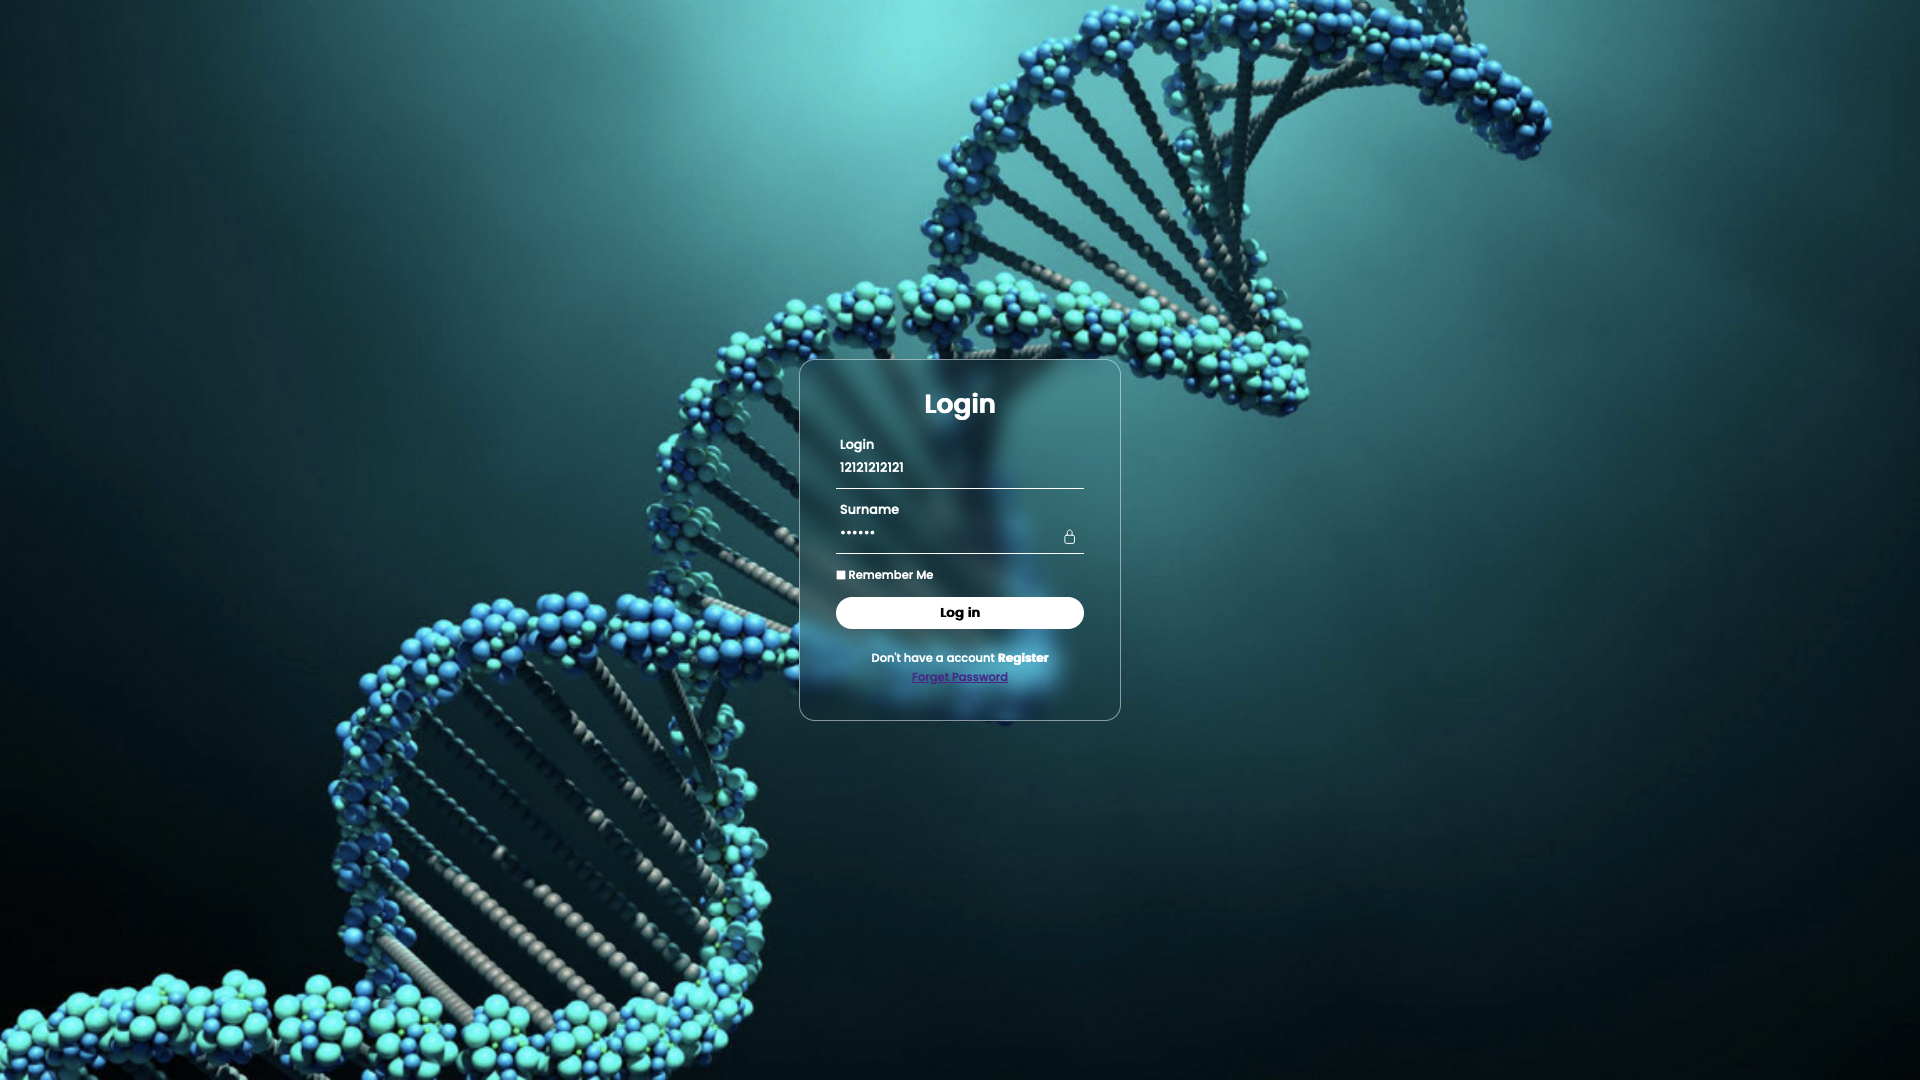 Login
Login
12121212121
Surname
••••••
Remember Me
Log in
Don't have a account Register
Forget Password